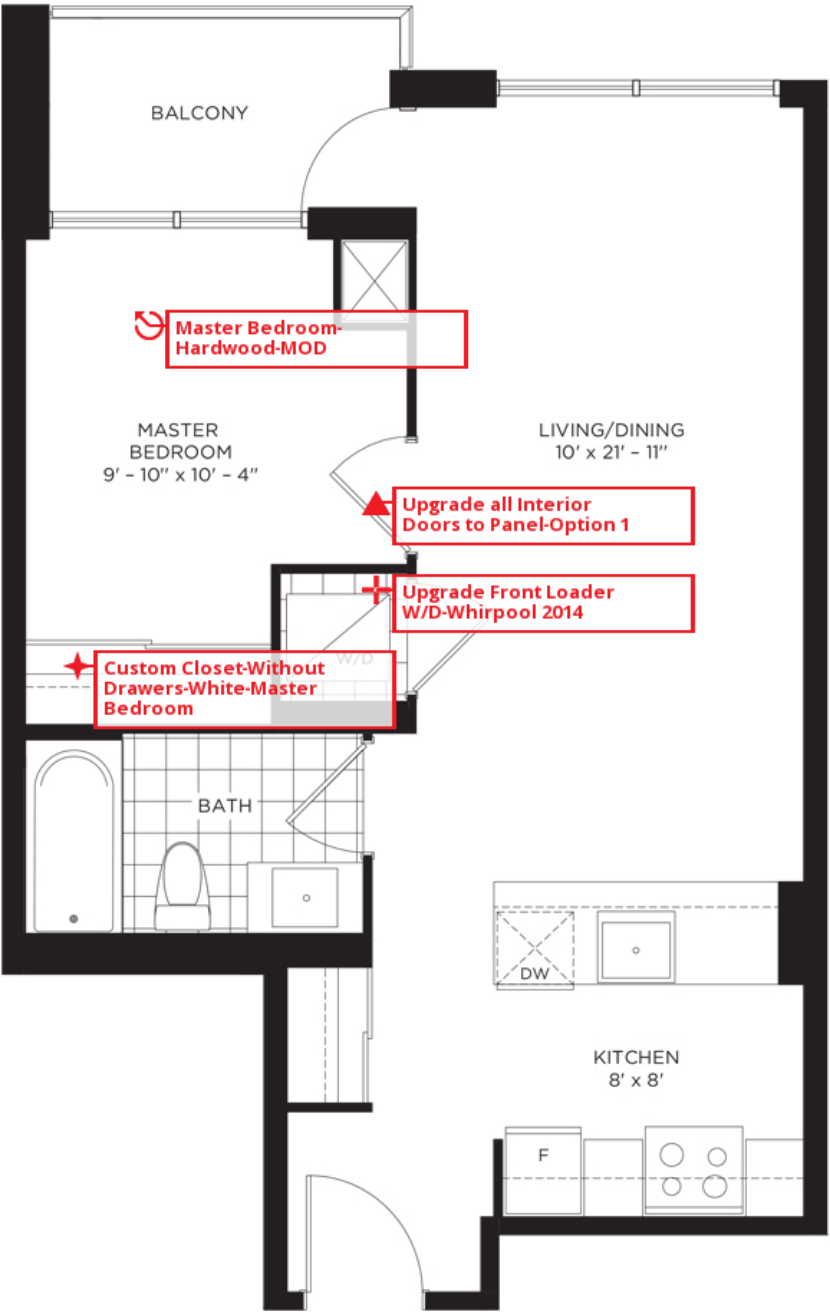 BALCONY
Master Bedroom-
Hardwood-MOD
MASTER
BEDROOM
9' - 10" x 10' - 4"
LIVING/DINING
10' x 21' - 11"
Upgrade all Interior
Doors to Panel-Option 1
Upgrade Front Loader
W/D-Whirpool 2014
W/D
Custom Closet-Without
Drawers-White-Master
Bedroom
BATH
DW
KITCHEN
8' x 8'
F